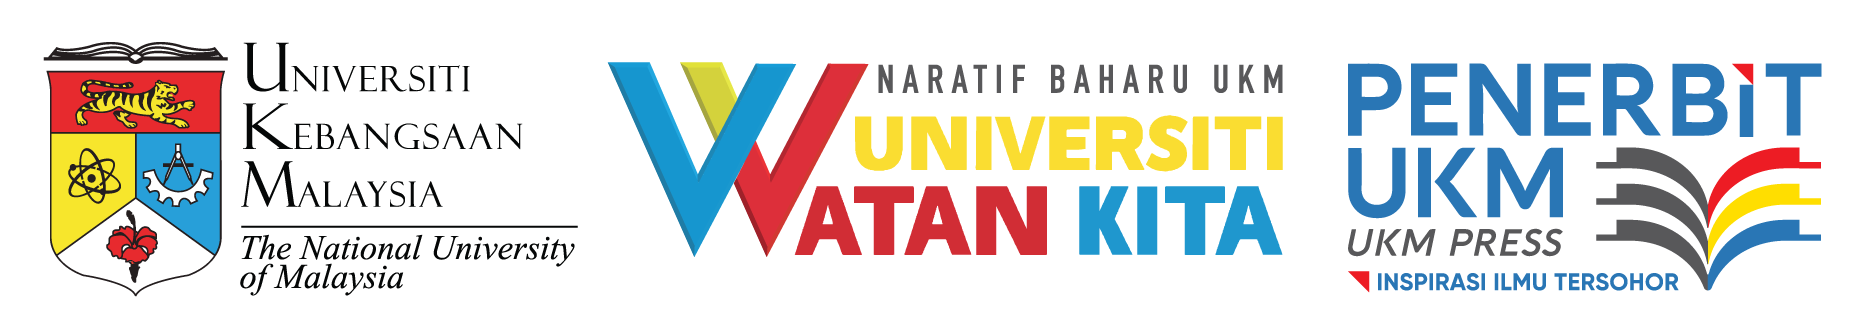 UNIVERSITI
KEBANGSAAN
MALAYSIA
The National University
of Malaysia
NARATIF BAHARU UKM
UNIVERSITI
WATAN KITA
PENERBIT
UKM
UKM PRESS
INSPIRASI ILMU TERSOHOR